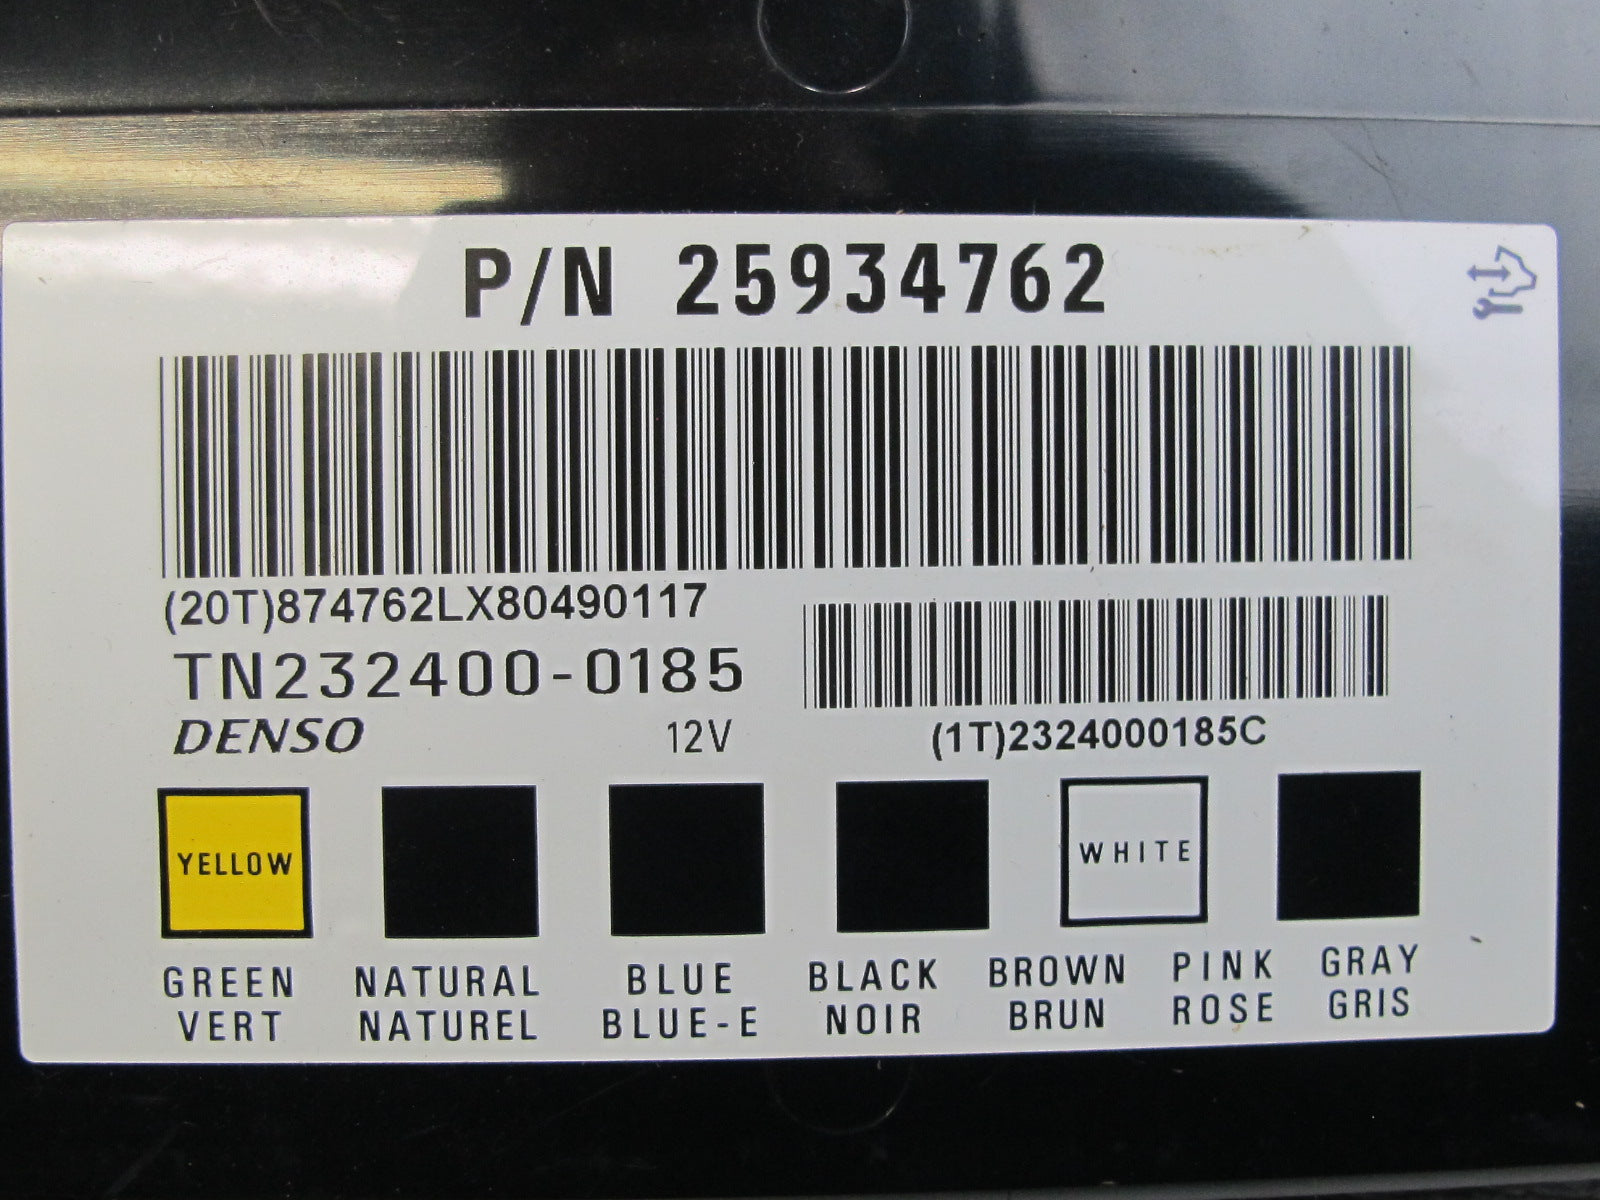 P/N 25934762
(20T)874762LX80490117
TN232400-0185
DENSO 12V
(1T)2324000185C
YELLOW WHITE
GREEN NATURAL BLUE BLACK BROWN PINK GRAY
VERT NATUREL BLUE-E NOIR BRUN ROSE GRIS